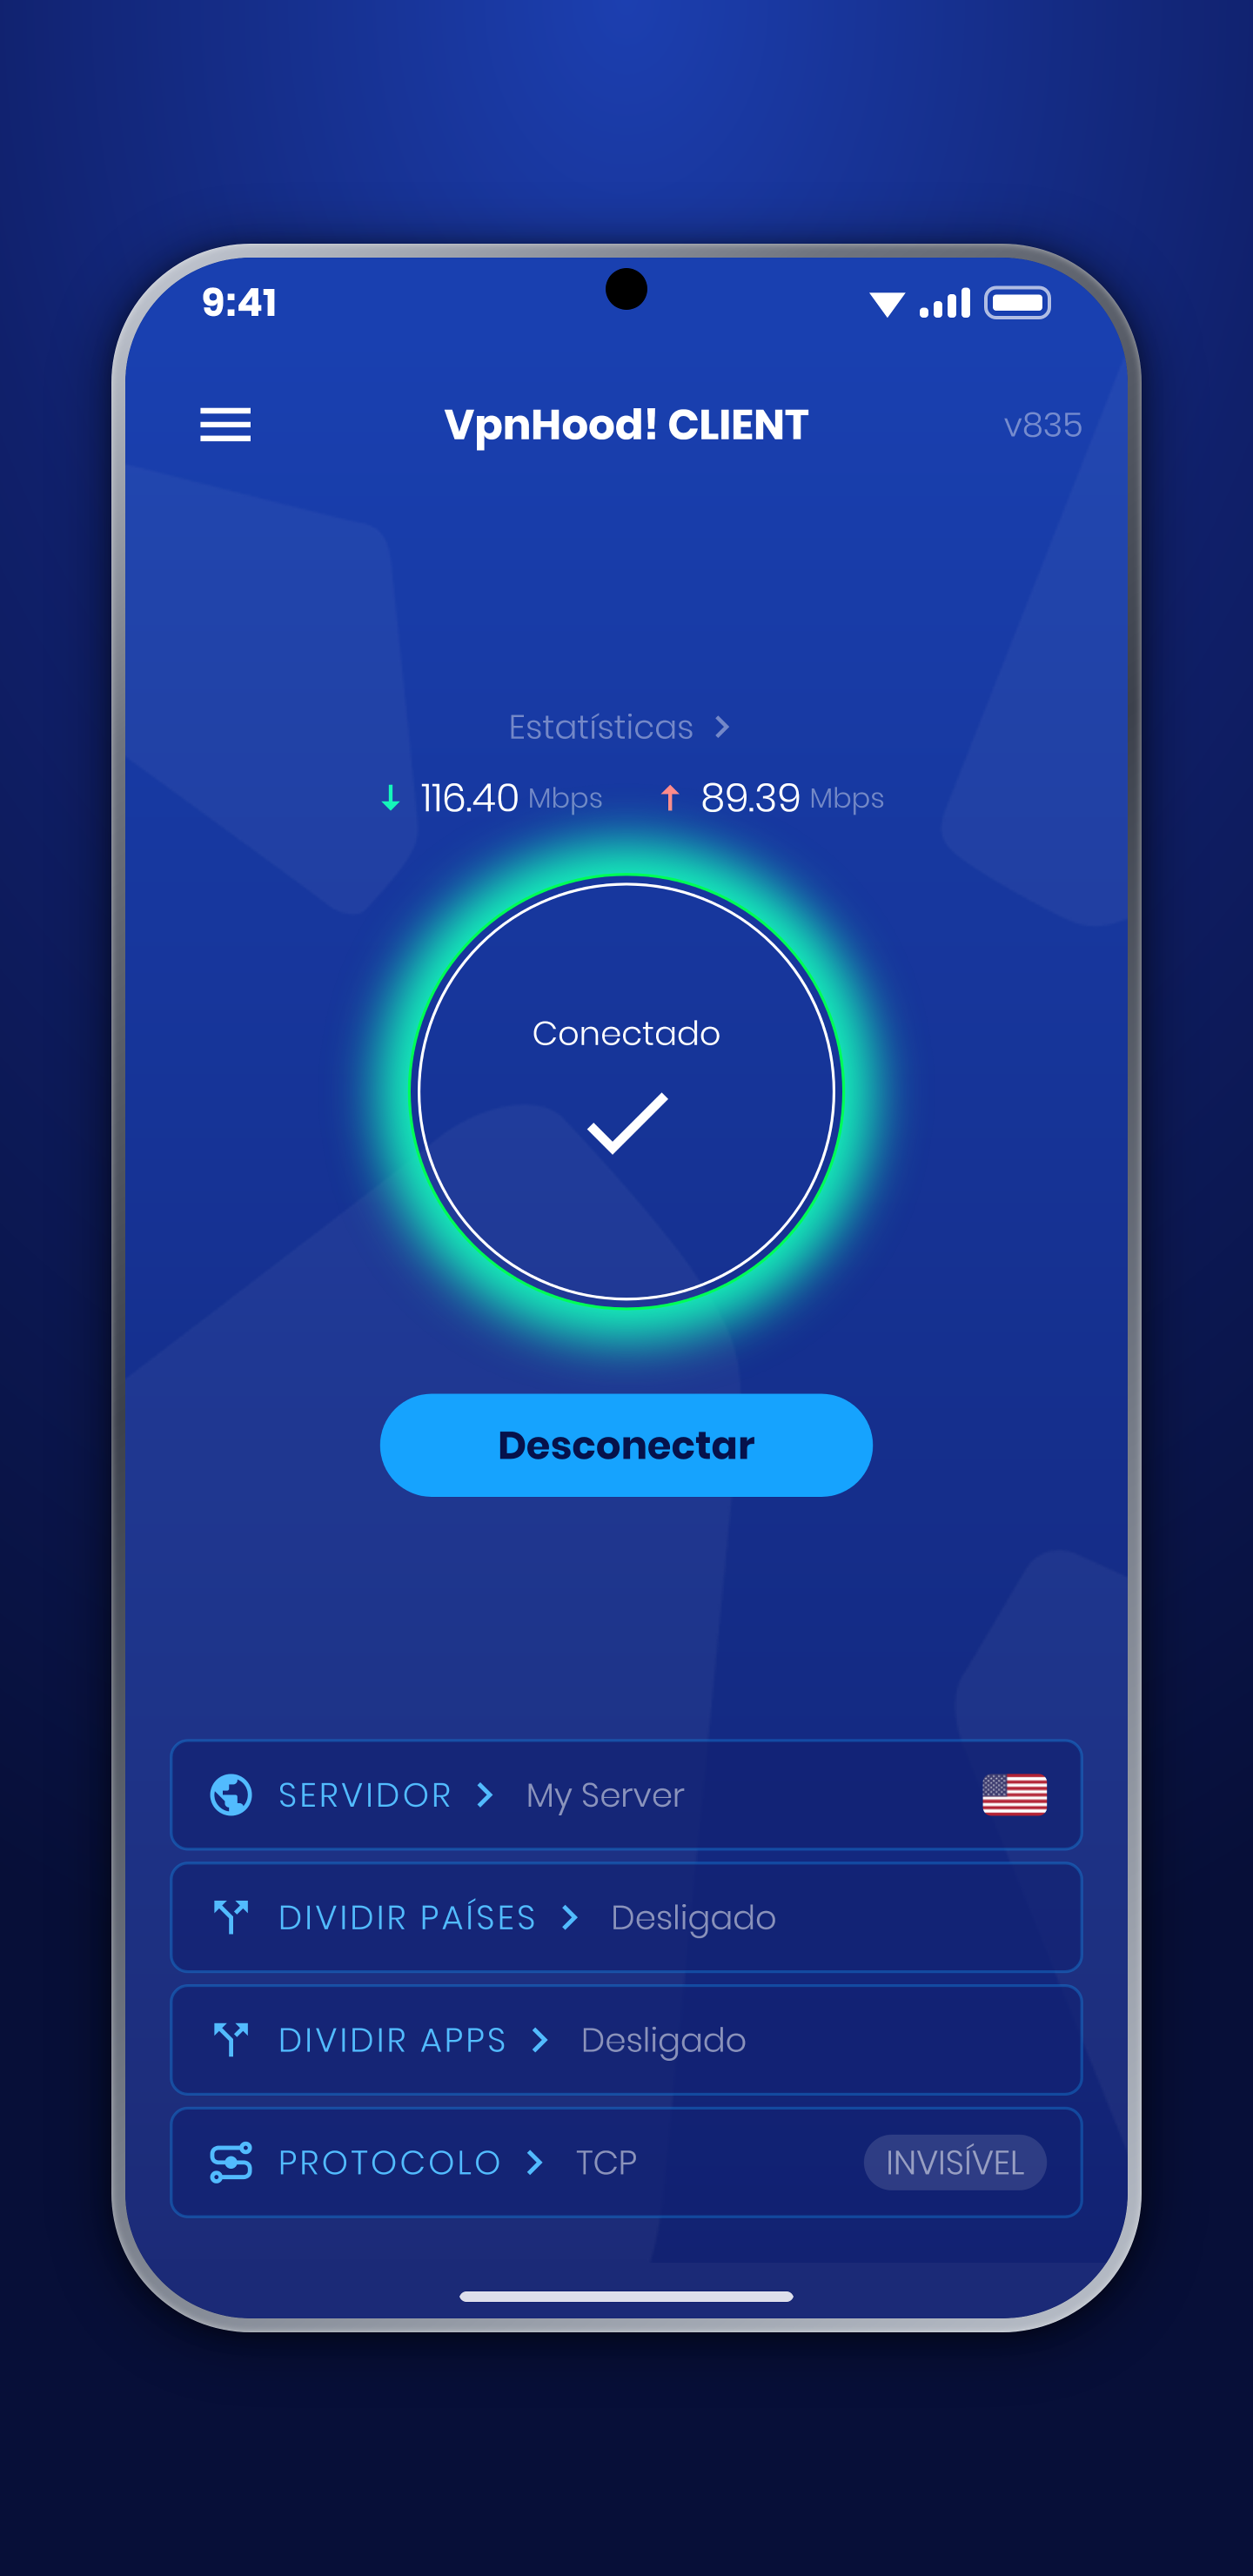 9:41
VpnHood! CLIENT v835
Estatísticas
116.40 Mbps 89.39 Mbps
Conectado
Desconectar
SERVIDOR My Server
DIVIDIR PAÍSES Desligado
DIVIDIR APPS Desligado
PROTOCOLO TCP INVISÍVEL